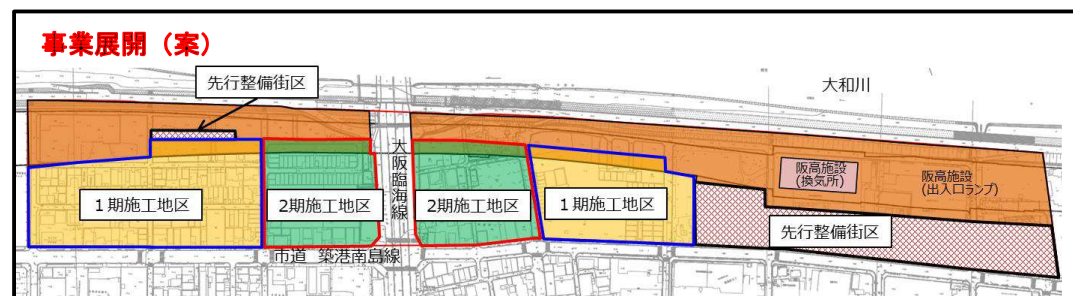 事業展開（案）
先行整備街区
大和川
大阪臨海線
阪高施設
(換気所)
阪高施設
(出入口ランプ)
1期施工地区
2期施工地区
2期施工地区
1期施工地区
先行整備街区
市道 築港南島線